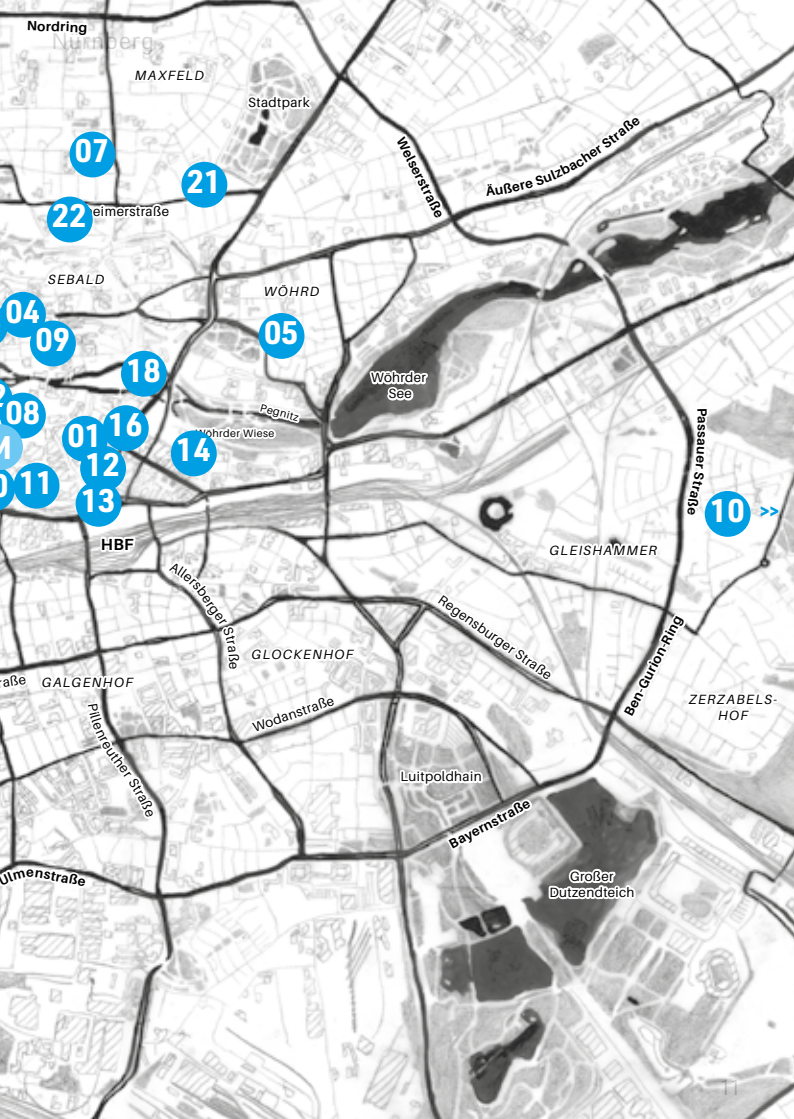 Nordring
Nürnberg
MAXFELD
Stadtpark
07
Welserstraße
Äußere Sulzbacher Straße
21
22
eimerstraße
SEBALD
WÖHRD
04
05
09
18
Wöhrder
See
08
Pegnitz
01
16
Wöhrder Wiese
M
14
12
Passauer Straße
0
11
13
10 >>
HBF
GLEISHAMMER
Allersberger Straße
Regensburger Straße
GLOCKENHOF
Ben-Gurion-Ring
raße
GALGENHOF
ZERZABELS-
HOF
Wodanstraße
Pillenreuther Straße
Luitpoldhain
Bayernstraße
Ulmenstraße
Großer
Dutzendteich
11